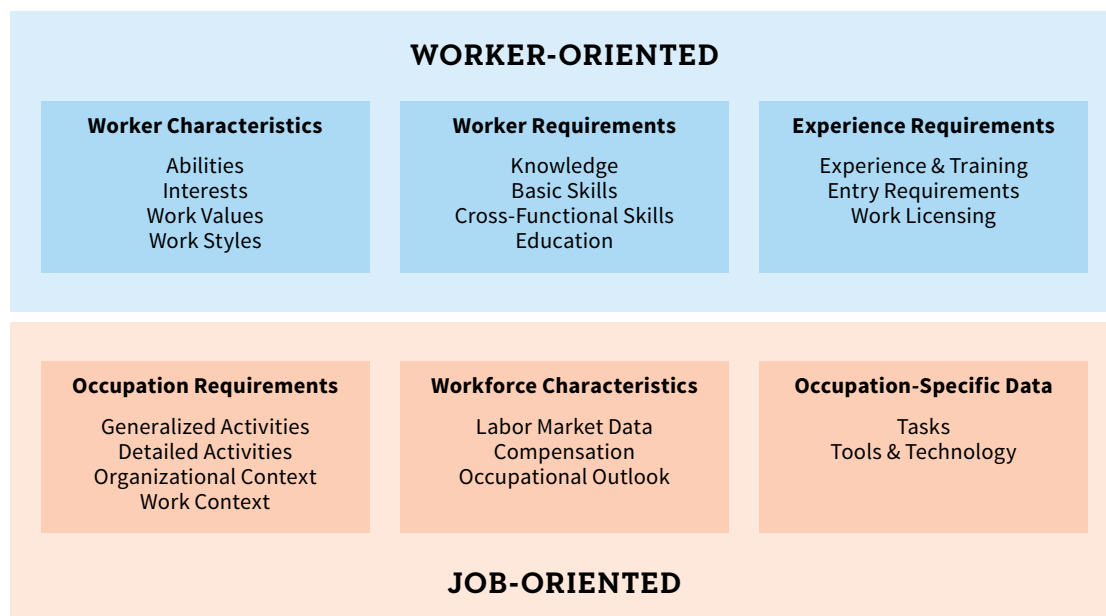 WORKER-ORIENTED
Worker Characteristics
Abilities
Interests
Work Values
Work Styles
Worker Requirements
Knowledge
Basic Skills
Cross-Functional Skills
Education
Experience Requirements
Experience & Training
Entry Requirements
Work Licensing
Occupation Requirements
Generalized Activities
Detailed Activities
Organizational Context
Work Context
Workforce Characteristics
Labor Market Data
Compensation
Occupational Outlook
Occupation-Specific Data
Tasks
Tools & Technology
JOB-ORIENTED